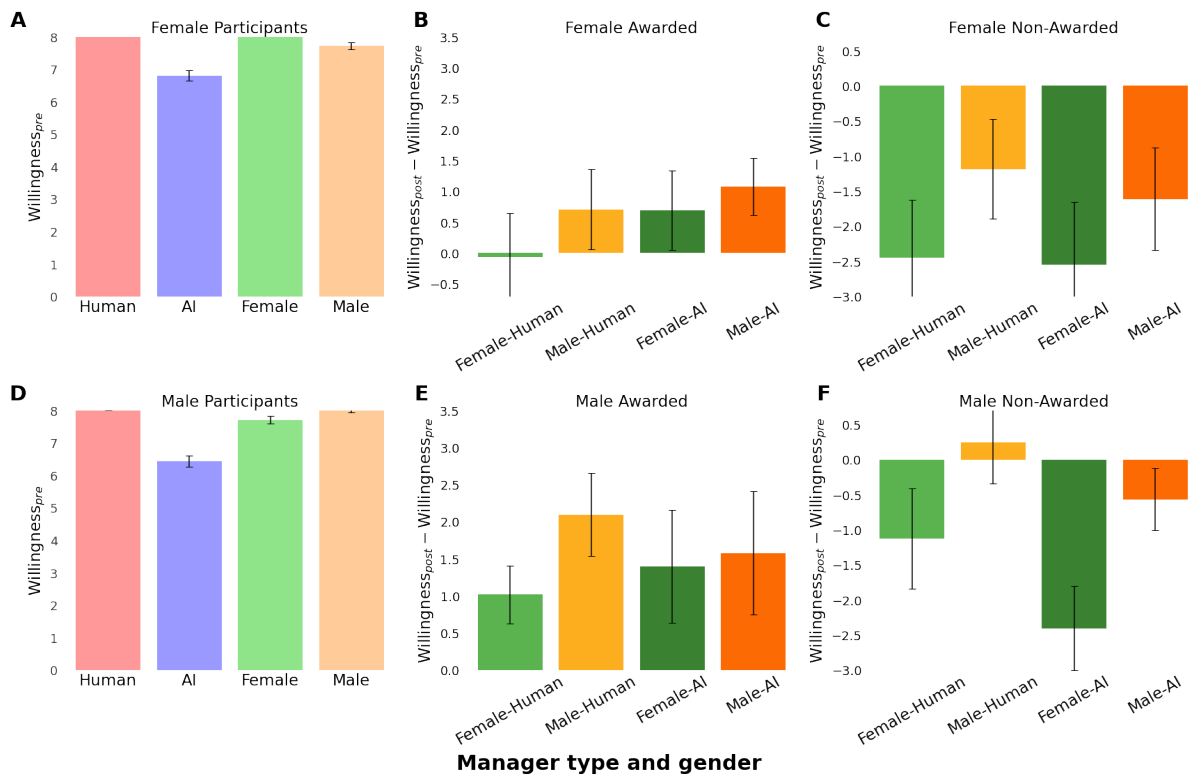 A
Female Participants
Willingness_pre
8
7
6
5
4
3
2
1
0
Human AI Female Male
B
Female Awarded
Willingness_post − Willingness_pre
3.5
3.0
2.5
2.0
1.5
1.0
0.5
0.0
−0.5
Female-Human Male-Human Female-AI Male-AI
C
Female Non-Awarded
Willingness_post − Willingness_pre
0.5
0.0
−0.5
−1.0
−1.5
−2.0
−2.5
−3.0
Female-Human Male-Human Female-AI Male-AI
D
Male Participants
Willingness_pre
8
7
6
5
4
3
2
1
0
Human AI Female Male
E
Male Awarded
Willingness_post − Willingness_pre
3.5
3.0
2.5
2.0
1.5
1.0
0.5
0.0
Female-Human Male-Human Female-AI Male-AI
F
Male Non-Awarded
Willingness_post − Willingness_pre
0.5
0.0
−0.5
−1.0
−1.5
−2.0
−2.5
−3.0
Female-Human Male-Human Female-AI Male-AI
Manager type and gender